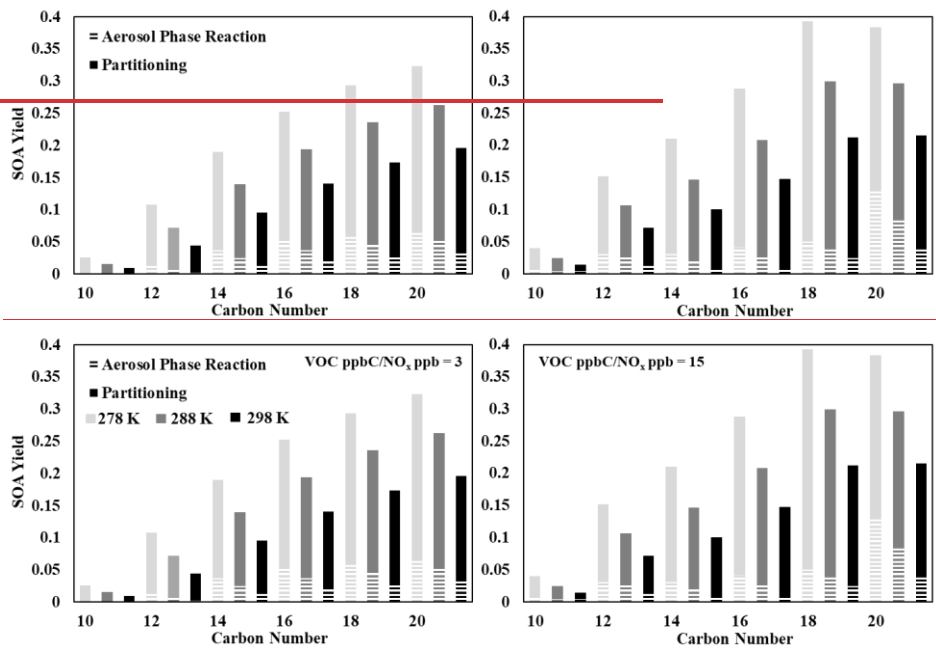 0.4
0.35
0.3
0.25
0.2
0.15
0.1
0.05
0
SOA Yield
Aerosol Phase Reaction
Partitioning
10 12 14 16 18 20
Carbon Number
0.4
0.35
0.3
0.25
0.2
0.15
0.1
0.05
0
10 12 14 16 18 20
Carbon Number
0.4
0.35
0.3
0.25
0.2
0.15
0.1
0.05
0
SOA Yield
Aerosol Phase Reaction
VOC ppbC/NOx ppb = 3
Partitioning
278 K 288 K 298 K
10 12 14 16 18 20
Carbon Number
0.4
0.35
0.3
0.25
0.2
0.15
0.1
0.05
0
VOC ppbC/NOx ppb = 15
10 12 14 16 18 20
Carbon Number